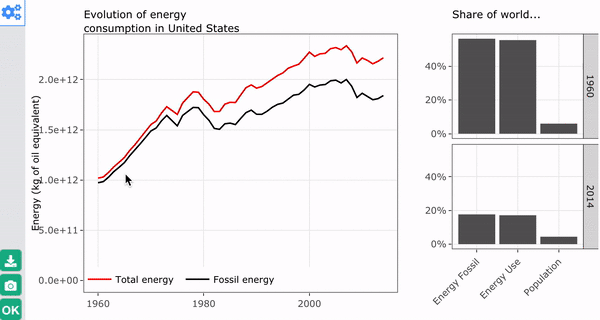 Evolution of energy
consumption in United States
Share of world...
Energy (kg of oil equivalent)
2.0e+12
1.5e+12
1.0e+12
5.0e+11
0.0e+00
Total energy
Fossil energy
1960
1980
2000
40%
20%
0%
1960
40%
20%
0%
2014
Energy Fossil
Energy Use
Population
OK